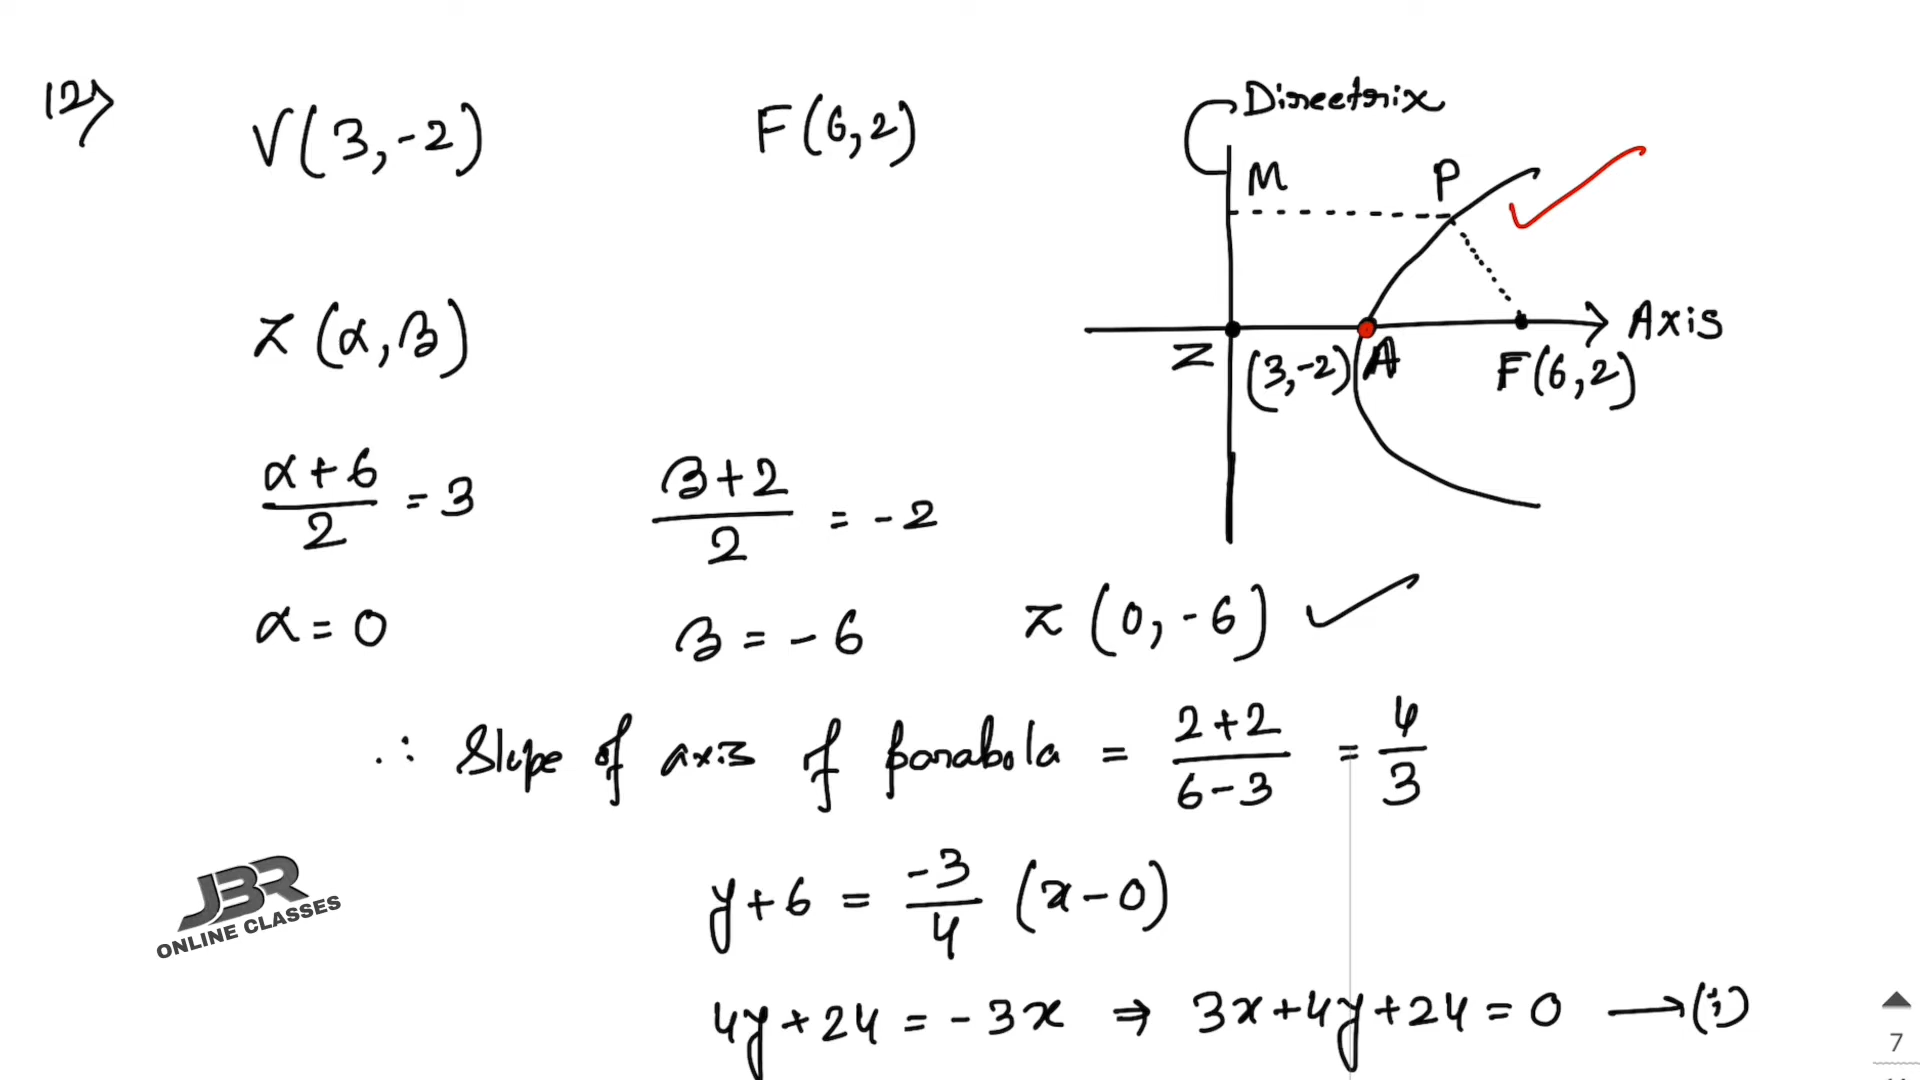 12>
V(3,-2) F(6,2)
Directrix
M P
Z (α,β)
Axis
Z (3,-2) A F(6,2)
(α+6)/2 = 3 (β+2)/2 = -2
α = 0 β = -6 Z (0,-6) ✓
∴ Slope of axis of parabola = (2+2)/(6-3) = 4/3
y+6 = -3/4 (x-0)
4y+24 = -3x ⇒ 3x+4y+24 = 0 →(i)
JBR
ONLINE CLASSES
7